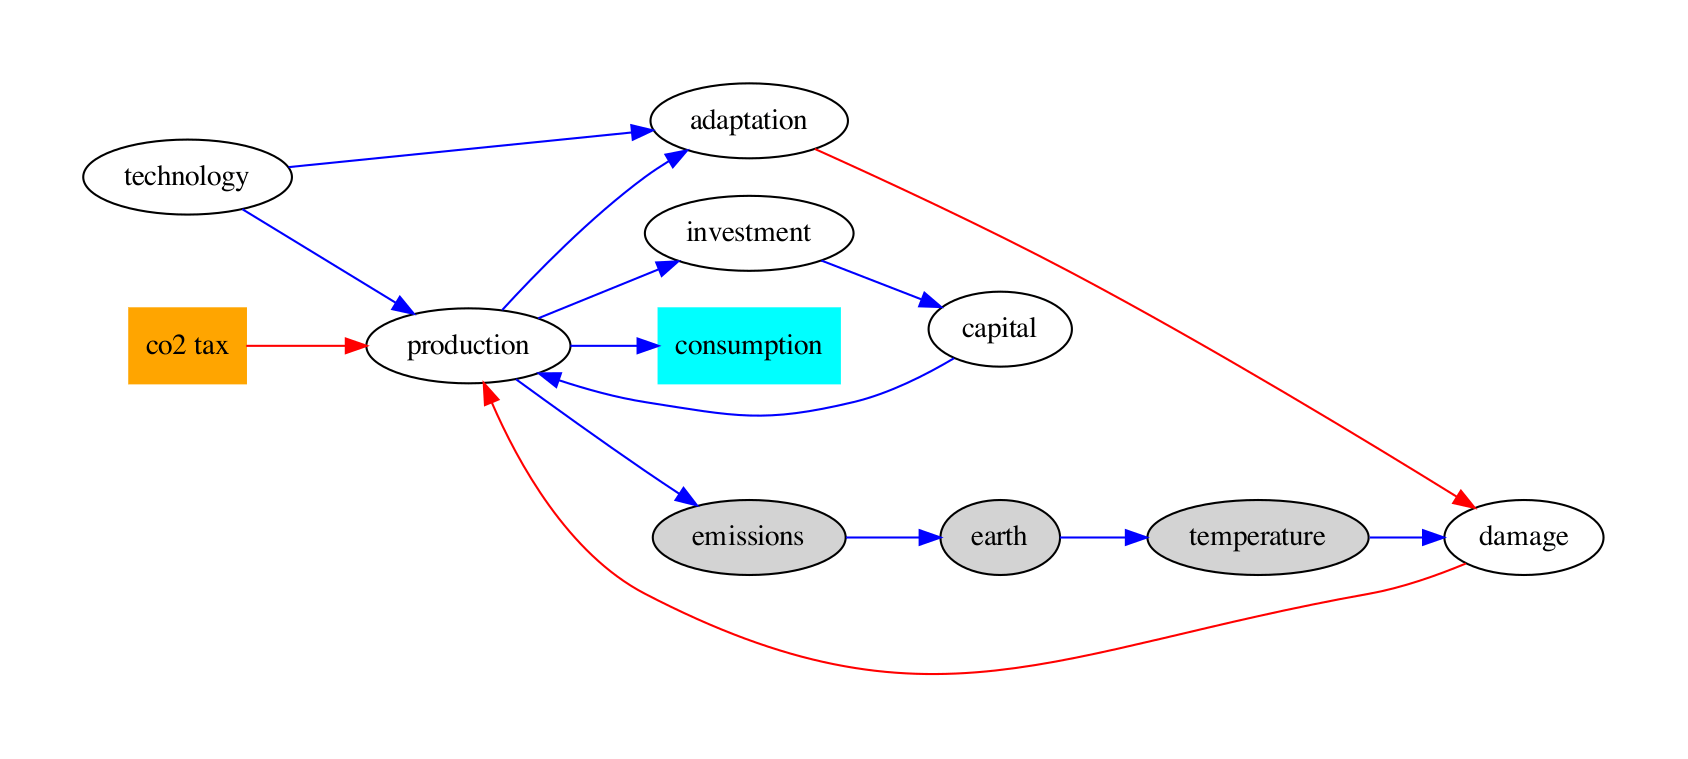 adaptation
technology
investment
capital
co2 tax
production
consumption
emissions
earth
temperature
damage